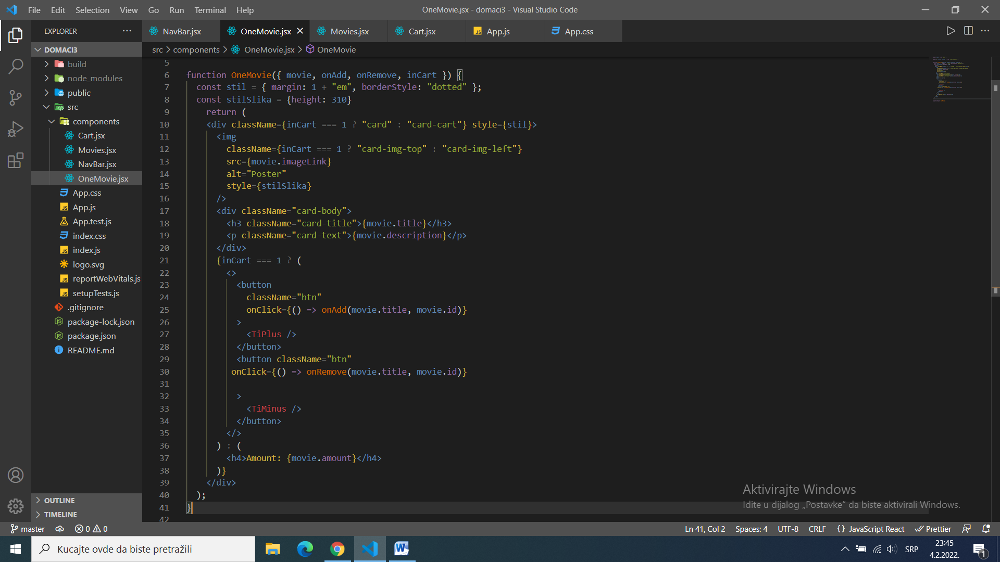 File Edit Selection View Go Run Terminal Help
OneMovie.jsx - domaci3 - Visual Studio Code
EXPLORER
NavBar.jsx
OneMovie.jsx
Movies.jsx
Cart.jsx
App.js
App.css
DOMACI3
build
node_modules
public
src
components
Cart.jsx
Movies.jsx
NavBar.jsx
OneMovie.jsx
App.css
App.js
App.test.js
index.css
index.js
logo.svg
reportWebVitals.js
setupTests.js
.gitignore
package-lock.json
package.json
README.md
OUTLINE
TIMELINE
src > components > OneMovie.jsx > OneMovie
5
6 function OneMovie({ movie, onAdd, onRemove, inCart }) {
7 const stil = { margin: 1 + "em", borderStyle: "dotted" };
8 const stilSlika = {height: 310}
9 return (
10 <div className={inCart === 1 ? "card" : "card-cart"} style={stil}>
11 <img
12 className={inCart === 1 ? "card-img-top" : "card-img-left"}
13 src={movie.imageLink}
14 alt="Poster"
15 style={stilSlika}
16 />
17 <div className="card-body">
18 <h3 className="card-title">{movie.title}</h3>
19 <p className="card-text">{movie.description}</p>
20 </div>
21 {inCart === 1 ? (
22 <>
23 <button
24 className="btn"
25 onClick={() => onAdd(movie.title, movie.id)}
26 >
27 <TiPlus />
28 </button>
29 <button className="btn"
30 onClick={() => onRemove(movie.title, movie.id)}
31
32 >
33 <TiMinus />
34 </button>
35 </>
36 ) : (
37 <h4>Amount: {movie.amount}</h4>
38 )}
39 </div>
40 );
41 }
42
Aktivirajte Windows
Idite u dijalog „Postavke“ da biste aktivirali Windows.
master 0 0
Ln 41, Col 2 Spaces: 4 UTF-8 CRLF {} JavaScript React Prettier
Kucajte ovde da biste pretražili
SRP
23:45
4.2.2022.
1